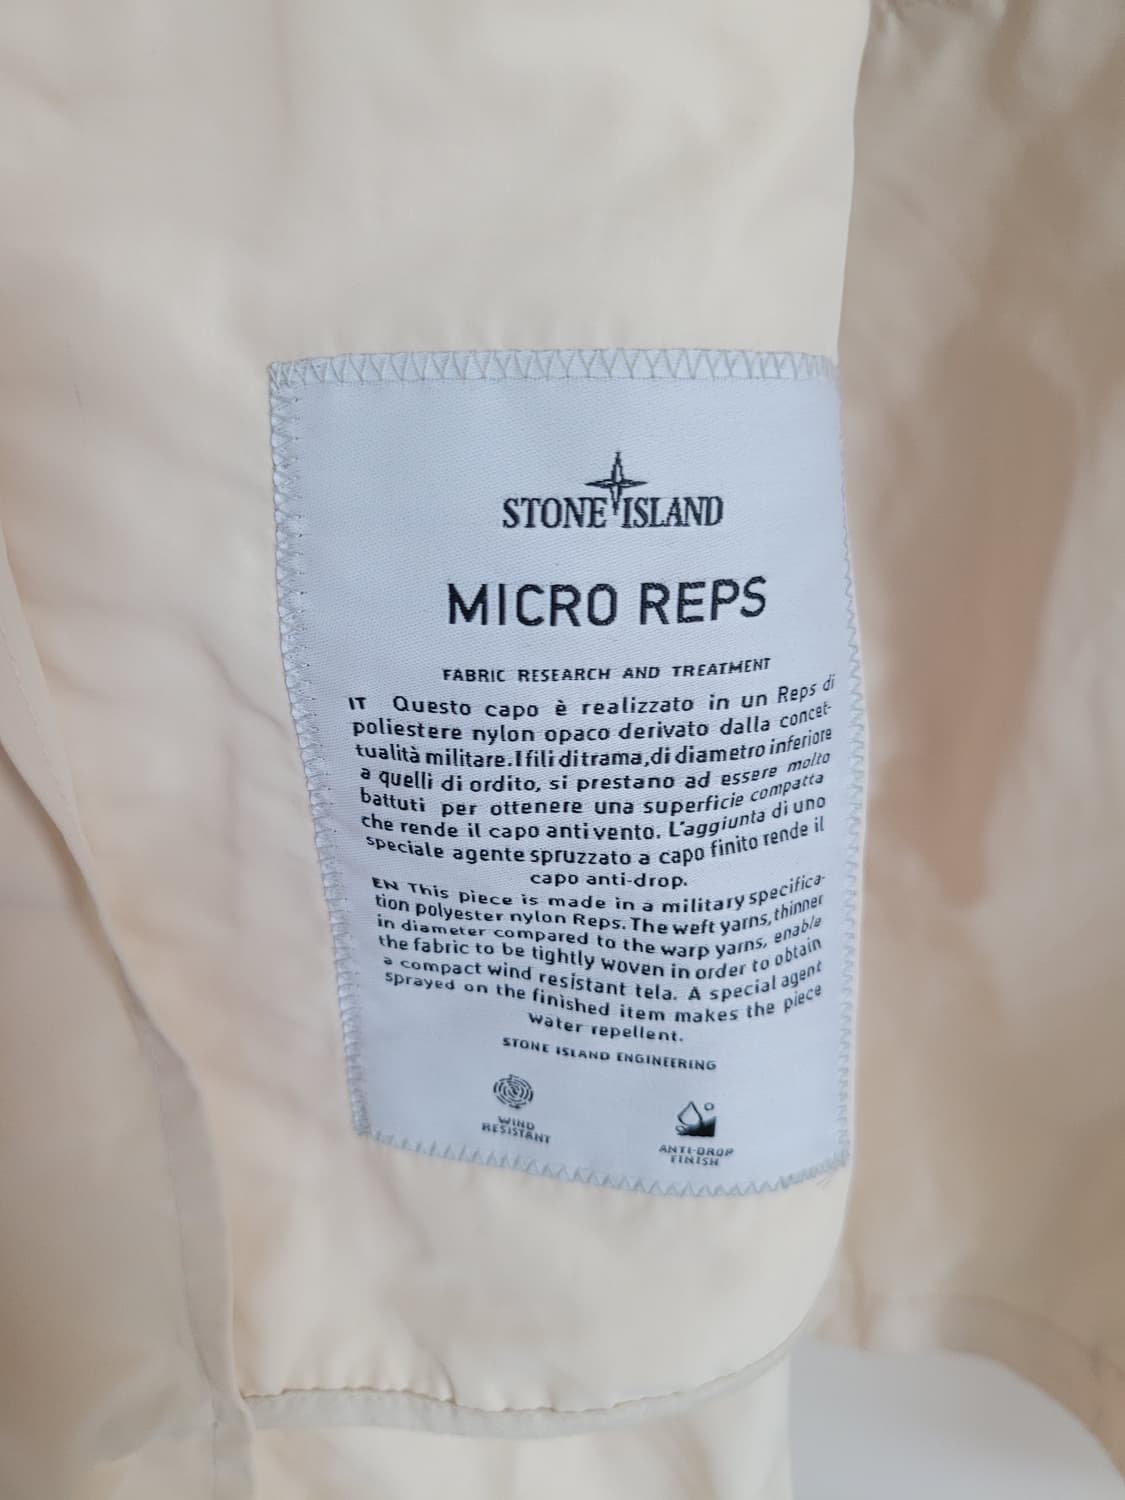 STONE ISLAND
MICRO REPS
FABRIC RESEARCH AND TREATMENT
IT Questo capo è realizzato in un Reps di
poliestere nylon opaco derivato dalla concet-
tualità militare. I fili di trama, di diametro inferiore
a quelli di ordito, si prestano ad essere molto
battuti per ottenere una superficie compatta
che rende il capo antivento. L'aggiunta di uno
speciale agente spruzzato a capo finito rende il
capo anti-drop.
EN This piece is made in a military specifica-
tion polyester nylon Reps. The weft yarns, thinner
in diameter compared to the warp yarns, enable
the fabric to be tightly woven in order to obtain
a compact wind resistant tela. A special agent
sprayed on the finished item makes the piece
water repellent.
STONE ISLAND ENGINEERING
WIND
RESISTANT
ANTI-DROP
FINISH